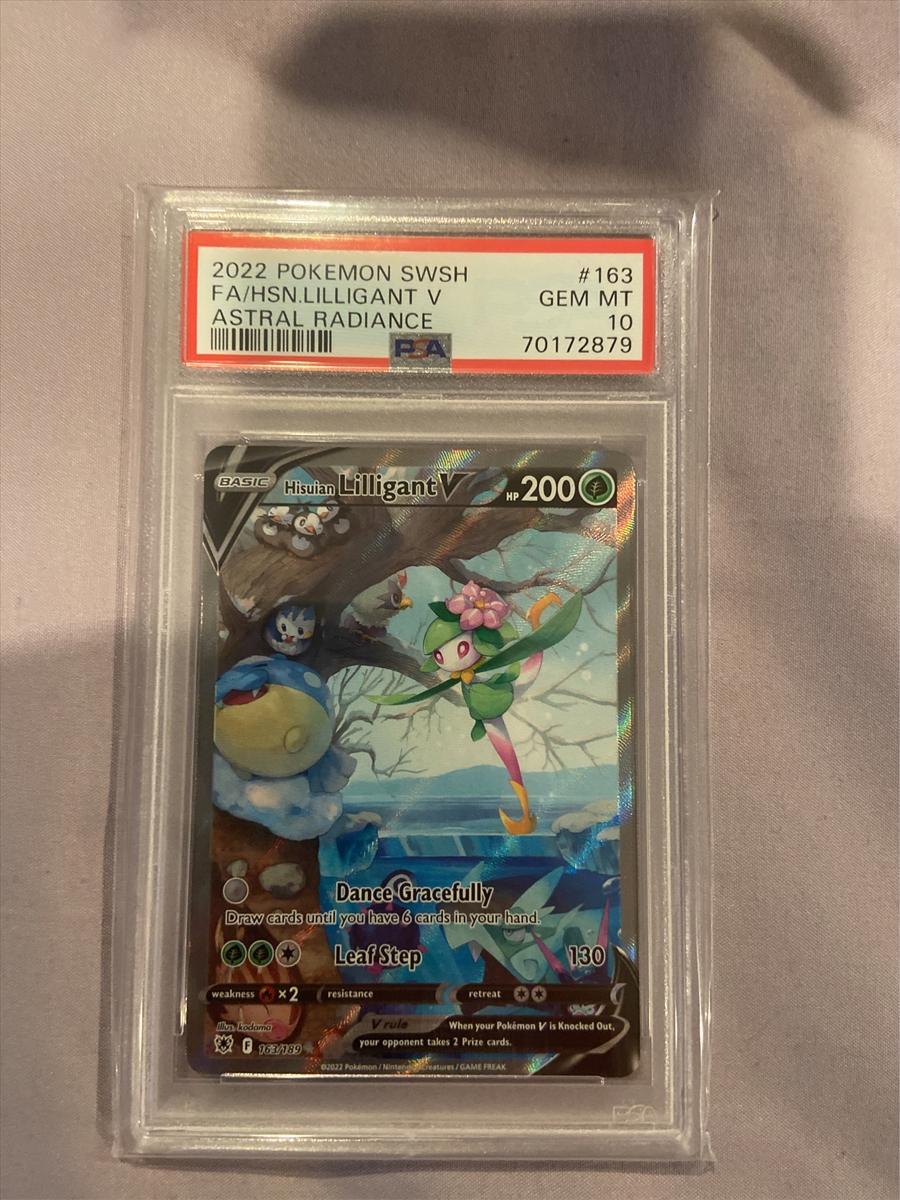 2022 POKEMON SWSH #163
FA/HSN.LILLIGANT V GEM MT
ASTRAL RADIANCE 10
PSA 70172879
BASIC Hisuian Lilligant V HP 200
Dance Gracefully
Draw cards until you have 6 cards in your hand.
Leaf Step 130
weakness ×2 resistance retreat
V rule When your Pokémon V is Knocked Out,
your opponent takes 2 Prize cards.
Illus. kodama
F 163/189
©2022 Pokémon / Nintendo / Creatures / GAME FREAK